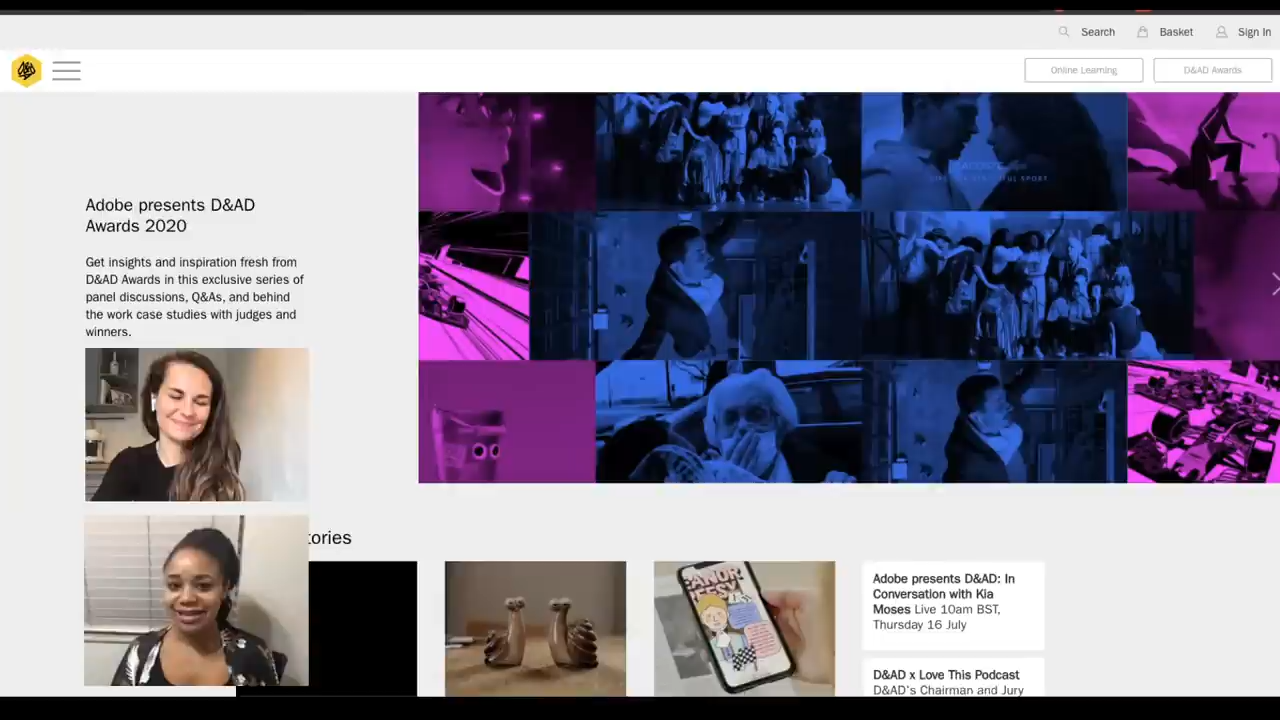 Search
Basket
Sign In
Online Learning
D&AD Awards
Adobe presents D&AD
Awards 2020
Get insights and inspiration fresh from
D&AD Awards in this exclusive series of
panel discussions, Q&As, and behind
the work case studies with judges and
winners.
tories
Adobe presents D&AD: In
Conversation with Kia
Moses Live 10am BST,
Thursday 16 July
D&AD x Love This Podcast
D&AD's Chairman and Jury